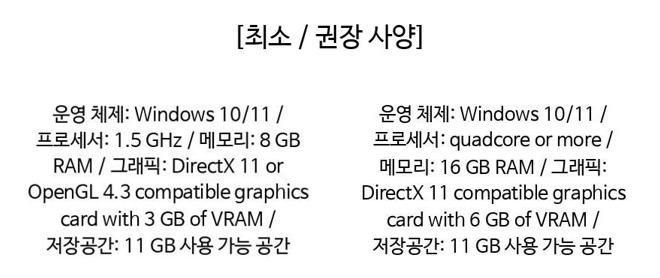 [최소 / 권장 사양]
운영 체제: Windows 10/11 /
프로세서: 1.5 GHz / 메모리: 8 GB
RAM / 그래픽: DirectX 11 or
OpenGL 4.3 compatible graphics
card with 3 GB of VRAM /
저장공간: 11 GB 사용 가능 공간
운영 체제: Windows 10/11 /
프로세서: quadcore or more /
메모리: 16 GB RAM / 그래픽:
DirectX 11 compatible graphics
card with 6 GB of VRAM /
저장공간: 11 GB 사용 가능 공간